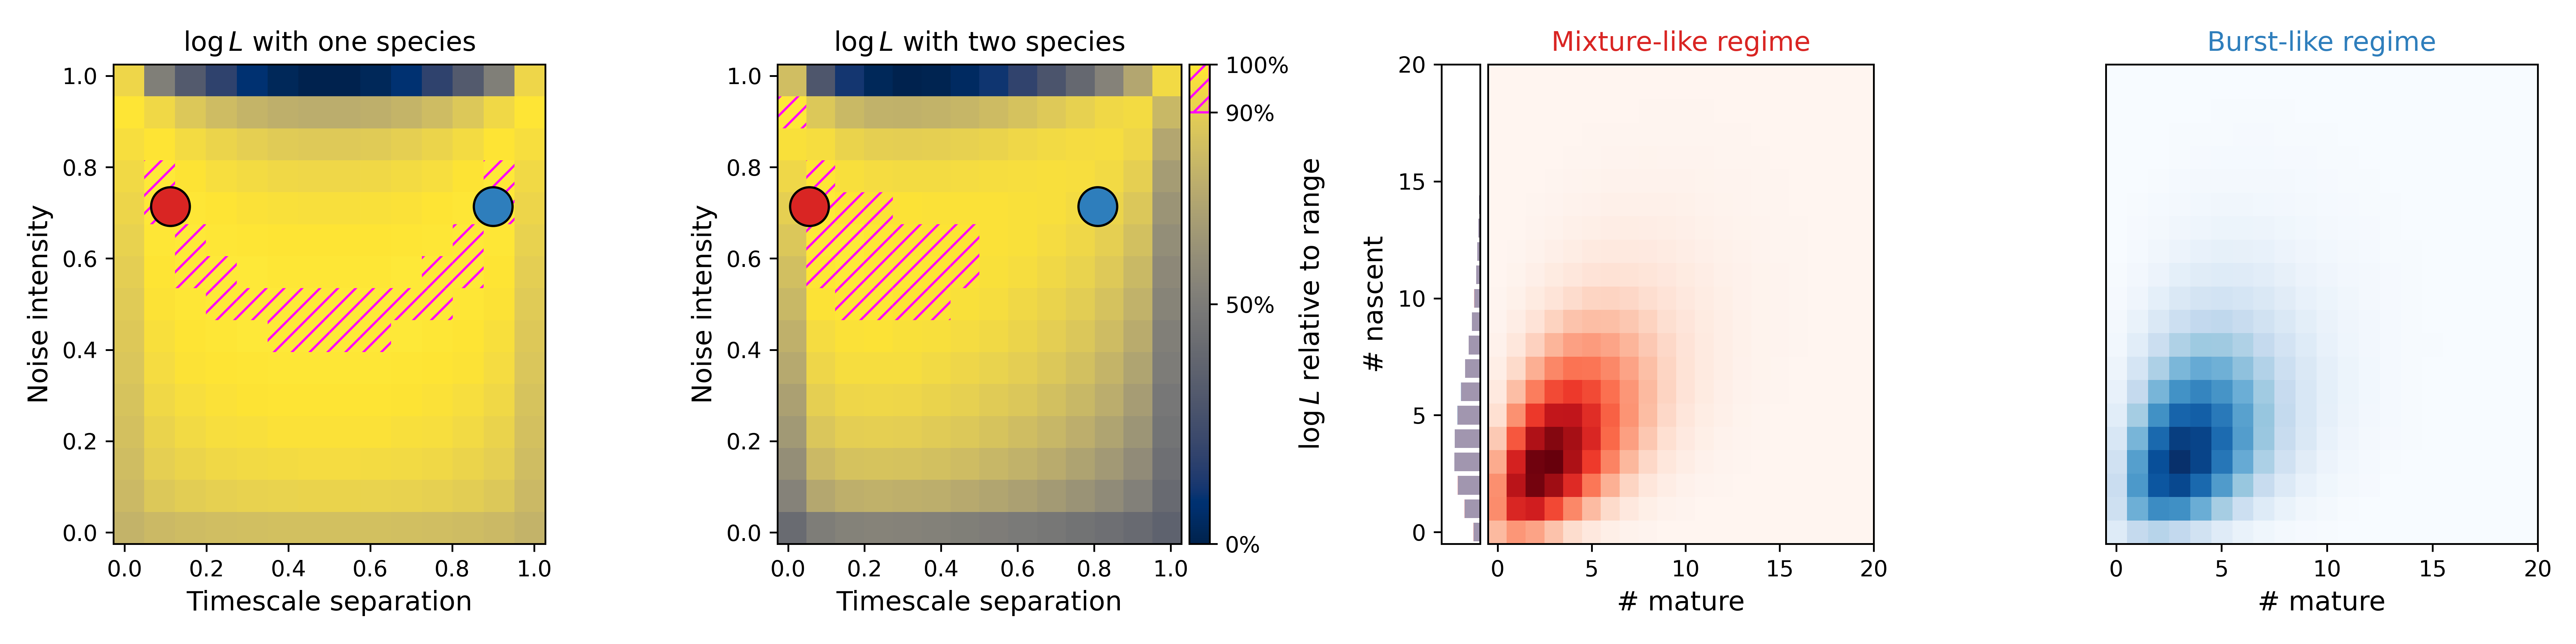 log L with one species
1.0
0.8
0.6
0.4
0.2
0.0
Noise intensity
0.0 0.2 0.4 0.6 0.8 1.0
Timescale separation
log L with two species
1.0
0.8
0.6
0.4
0.2
0.0
Noise intensity
0.0 0.2 0.4 0.6 0.8 1.0
Timescale separation
100%
90%
50%
0%
log L relative to range
Mixture-like regime
20
15
10
5
0
# nascent
0 5 10 15 20
# mature
Burst-like regime
0 5 10 15 20
# mature